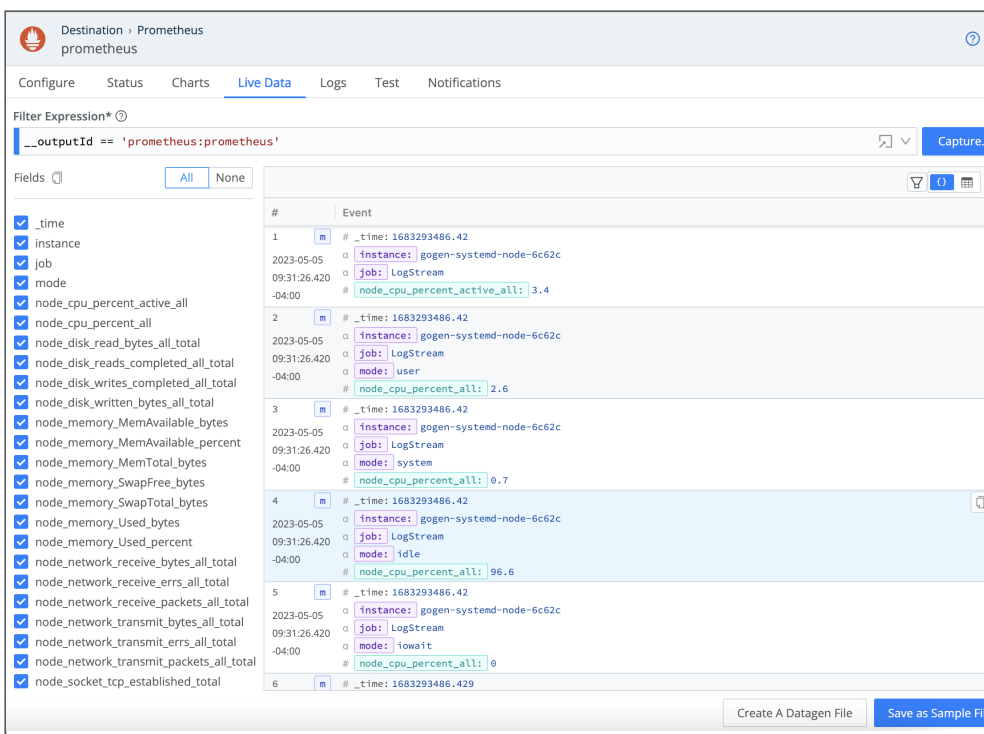 Destination › Prometheus
prometheus
Configure Status Charts Live Data Logs Test Notifications
Filter Expression*
__outputId == 'prometheus:prometheus'
Capture.
Fields All None
_time
instance
job
mode
node_cpu_percent_active_all
node_cpu_percent_all
node_disk_read_bytes_all_total
node_disk_reads_completed_all_total
node_disk_writes_completed_all_total
node_disk_written_bytes_all_total
node_memory_MemAvailable_bytes
node_memory_MemAvailable_percent
node_memory_MemTotal_bytes
node_memory_SwapFree_bytes
node_memory_SwapTotal_bytes
node_memory_Used_bytes
node_memory_Used_percent
node_network_receive_bytes_all_total
node_network_receive_errs_all_total
node_network_receive_packets_all_total
node_network_transmit_bytes_all_total
node_network_transmit_errs_all_total
node_network_transmit_packets_all_total
node_socket_tcp_established_total
# Event
1 m
2023-05-05
09:31:26.420
-04:00
# _time: 1683293486.42
α instance: gogen-systemd-node-6c62c
α job: LogStream
# node_cpu_percent_active_all: 3.4
2 m
2023-05-05
09:31:26.420
-04:00
# _time: 1683293486.42
α instance: gogen-systemd-node-6c62c
α job: LogStream
α mode: user
# node_cpu_percent_all: 2.6
3 m
2023-05-05
09:31:26.420
-04:00
# _time: 1683293486.42
α instance: gogen-systemd-node-6c62c
α job: LogStream
α mode: system
# node_cpu_percent_all: 0.7
4 m
2023-05-05
09:31:26.420
-04:00
# _time: 1683293486.42
α instance: gogen-systemd-node-6c62c
α job: LogStream
α mode: idle
# node_cpu_percent_all: 96.6
5 m
2023-05-05
09:31:26.420
-04:00
# _time: 1683293486.42
α instance: gogen-systemd-node-6c62c
α job: LogStream
α mode: iowait
# node_cpu_percent_all: 0
6 m
# _time: 1683293486.429
Create A Datagen File
Save as Sample Fi